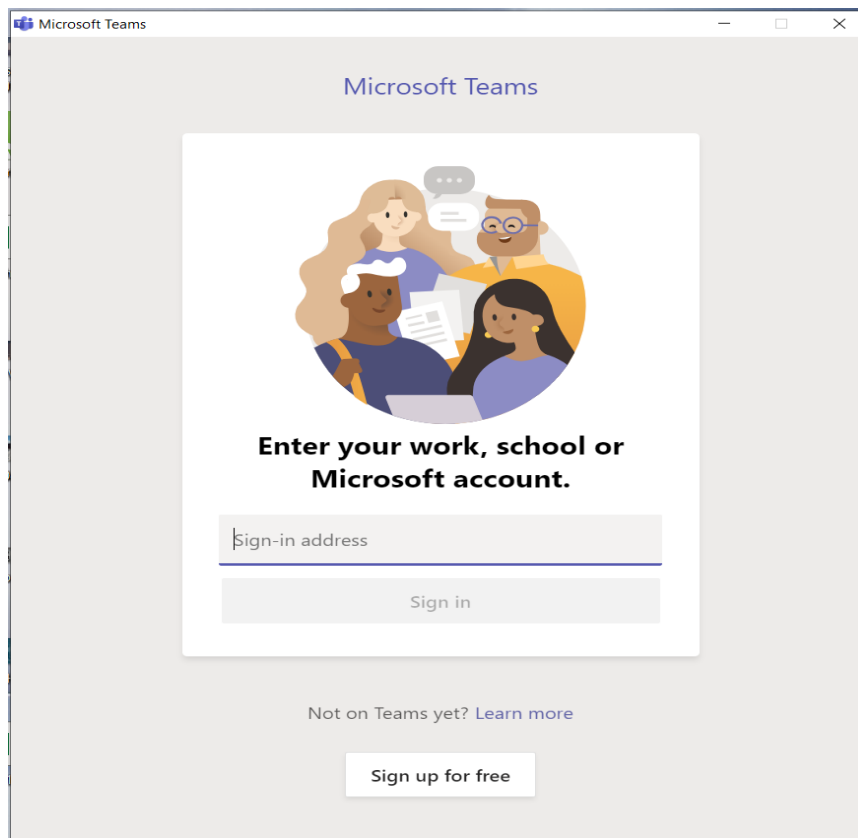 Microsoft Teams
Microsoft Teams
Enter your work, school or
Microsoft account.
Sign-in address
Sign in
Not on Teams yet? Learn more
Sign up for free